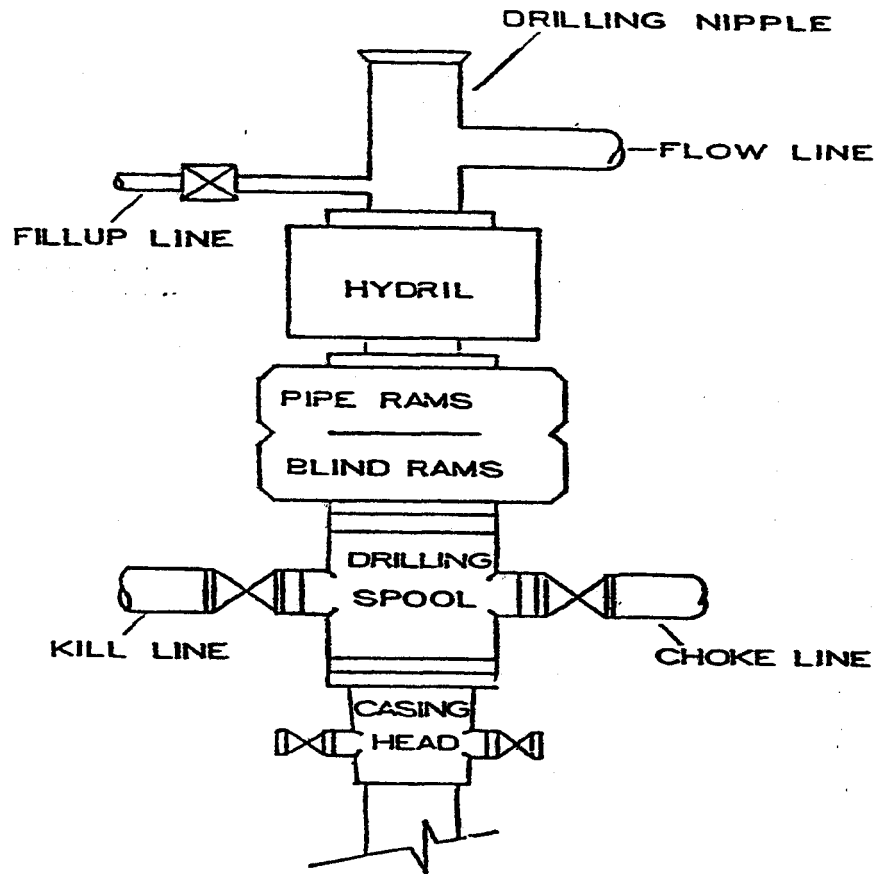 DRILLING NIPPLE
FLOW LINE
FILLUP LINE
HYDRIL
PIPE RAMS
BLIND RAMS
DRILLING
SPOOL
KILL LINE
CHOKE LINE
CASING
HEAD